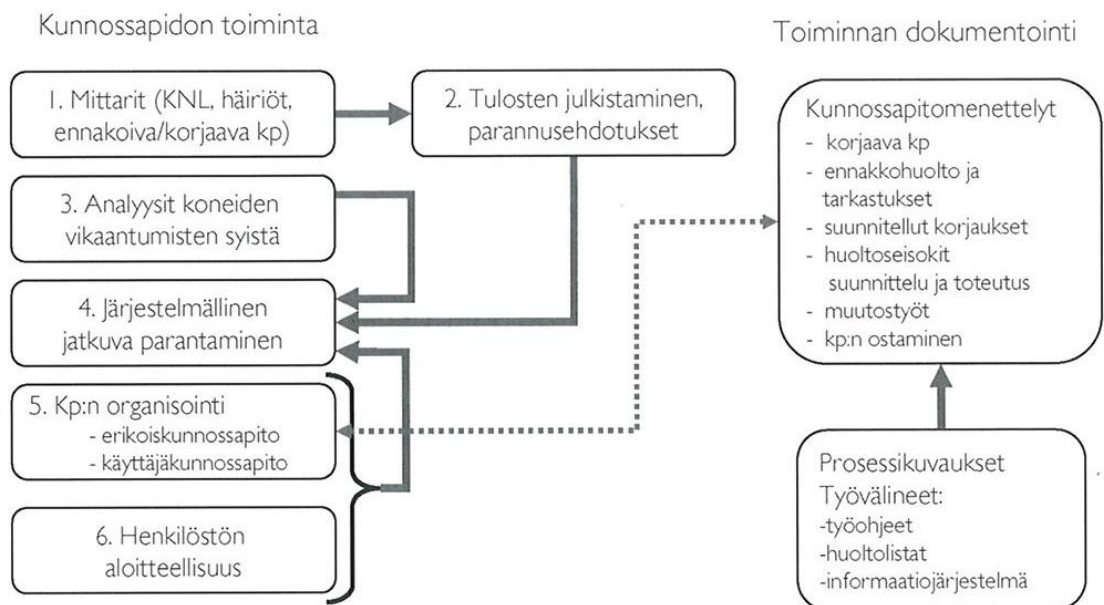 Kunnossapidon toiminta
1. Mittarit (KNL, häiriöt,
ennakoiva/korjaava kp)
2. Tulosten julkistaminen,
parannusehdotukset
3. Analyysit koneiden
vikaantumisten syistä
4. Järjestelmällinen
jatkuva parantaminen
5. Kp:n organisointi
- erikoiskunnossapito
- käyttäjäkunnossapito
6. Henkilöstön
aloitteellisuus
Toiminnan dokumentointi
Kunnossapitomenettelyt
- korjaava kp
- ennakkohuolto ja
tarkastukset
- suunnitellut korjaukset
- huoltoseisokit
suunnittelu ja toteutus
- muutostyöt
- kp:n ostaminen
Prosessikuvaukset
Työvälineet:
-työohjeet
-huoltolistat
-informaatiojärjestelmä